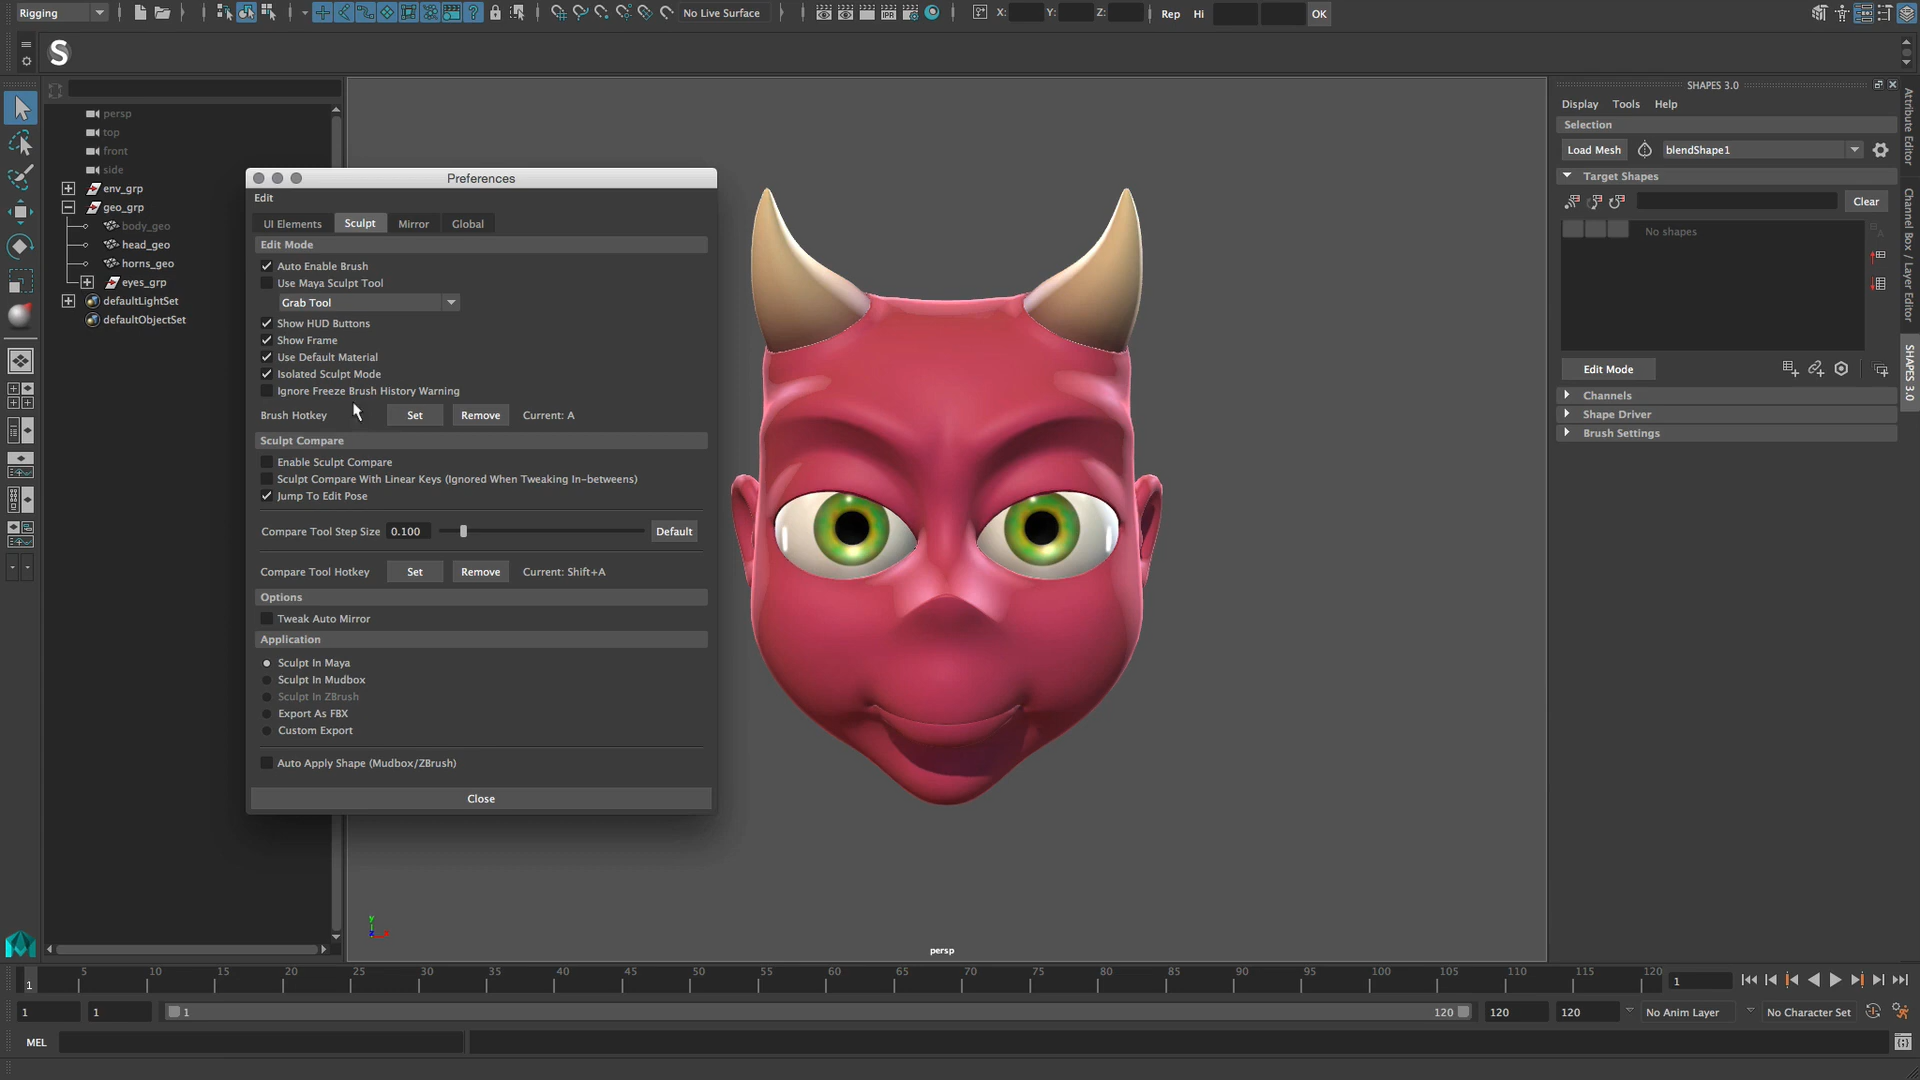 Rigging
No Live Surface
X:
Y:
Z:
Rep
Hi
OK
S
persp
top
front
side
env_grp
geo_grp
body_geo
head_geo
horns_geo
eyes_grp
defaultLightSet
defaultObjectSet
Preferences
Edit
UI Elements Sculpt Mirror Global
Edit Mode
Auto Enable Brush
Use Maya Sculpt Tool
Grab Tool
Show HUD Buttons
Show Frame
Use Default Material
Isolated Sculpt Mode
Ignore Freeze Brush History Warning
Brush Hotkey Set Remove Current: A
Sculpt Compare
Enable Sculpt Compare
Sculpt Compare With Linear Keys (Ignored When Tweaking In-betweens)
Jump To Edit Pose
Compare Tool Step Size 0.100 Default
Compare Tool Hotkey Set Remove Current: Shift+A
Options
Tweak Auto Mirror
Application
Sculpt In Maya
Sculpt In Mudbox
Sculpt In ZBrush
Export As FBX
Custom Export
Auto Apply Shape (Mudbox/ZBrush)
Close
y
persp
SHAPES 3.0
Display Tools Help
Selection
Load Mesh blendShape1
Target Shapes
Clear
No shapes
Edit Mode
Channels
Shape Driver
Brush Settings
Attribute Editor
Channel Box / Layer Editor
SHAPES 3.0
5 10 15 20 25 30 35 40 45 50 55 60 65 70 75 80 85 90 95 100 105 110 115 120
1 1
1 1 1 120 120 120 No Anim Layer No Character Set
MEL